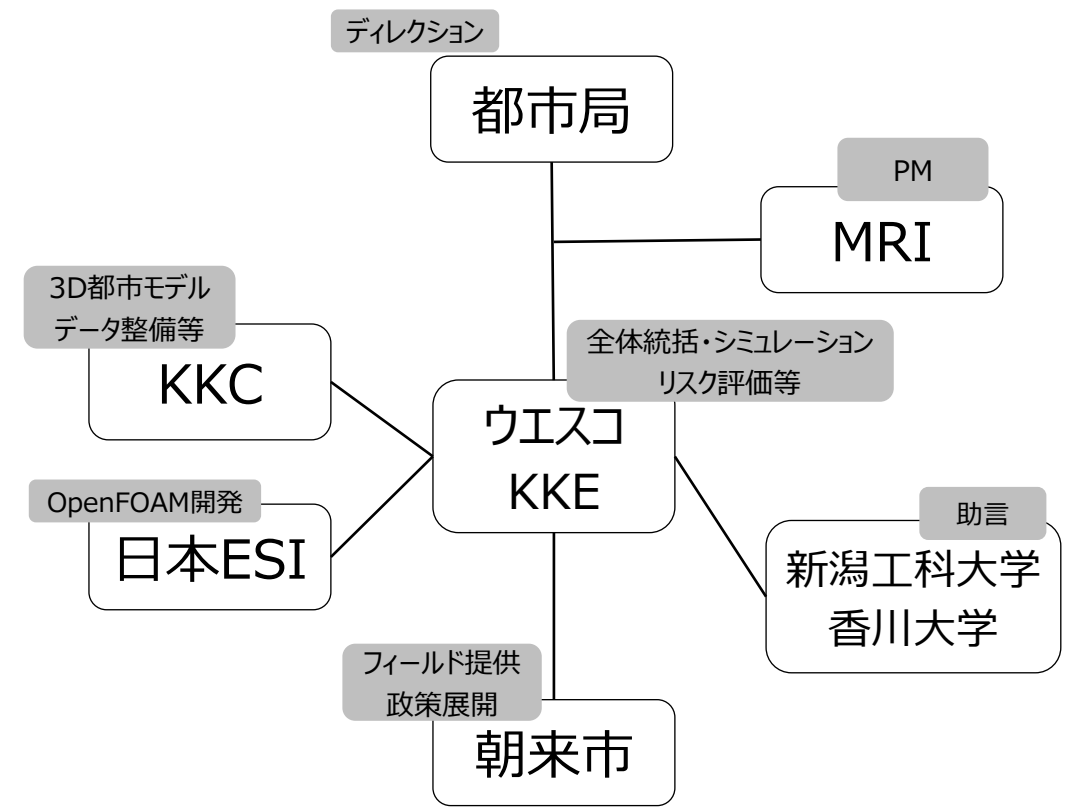 ディレクション
都市局
PM
MRI
3D都市モデル
データ整備等
KKC
全体統括・シミュレーション
リスク評価等
ウエスコ
KKE
OpenFOAM開発
日本ESI
助言
新潟工科大学
香川大学
フィールド提供
政策展開
朝来市